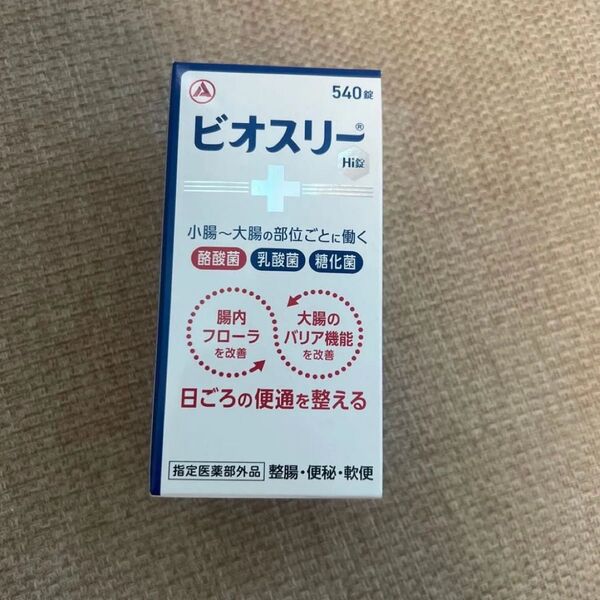 540錠
ビオスリー®
Hi錠
小腸～大腸の部位ごとに働く
酪酸菌 乳酸菌 糖化菌
腸内
フローラ
を改善
大腸の
バリア機能
を改善
日ごろの便通を整える
指定医薬部外品 整腸・便秘・軟便